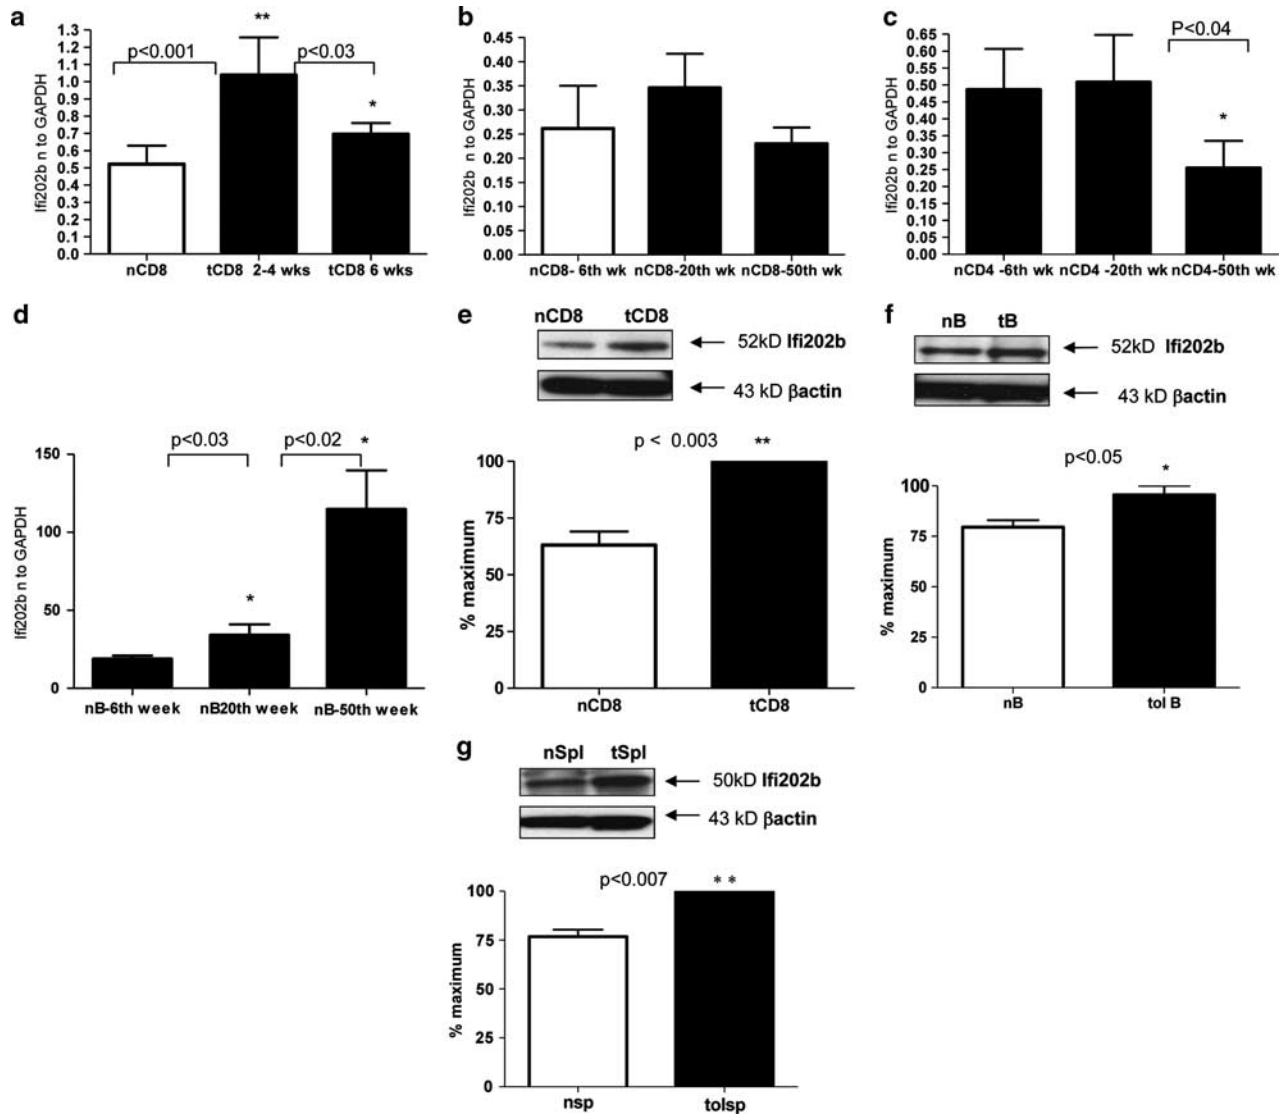 a
Ifi202b n to GAPDH
1.3
1.2
1.1
1.0
0.9
0.8
0.7
0.6
0.5
0.4
0.3
0.2
0.1
0.0
**
p<0.001
p<0.03
*
nCD8 tCD8 2-4 wks tCD8 6 wks
b
Ifi202b n to GAPDH
0.45
0.40
0.35
0.30
0.25
0.20
0.15
0.10
0.05
0.00
nCD8- 6th wk nCD8-20th wk nCD8-50th wk
c
Ifi202b n to GAPDH
0.65
0.60
0.55
0.50
0.45
0.40
0.35
0.30
0.25
0.20
0.15
0.10
0.05
0.00
P<0.04
*
nCD4 -6th wk nCD4 -20th wk nCD4-50th wk
d
Ifi202b n to GAPDH
150
100
50
0
p<0.03 p<0.02 *
*
nB-6th week nB20th week nB-50th week
e
nCD8 tCD8
52kD Ifi202b
43 kD βactin
p < 0.003 **
% maximum
100
75
50
25
0
nCD8 tCD8
f
nB tB
52kD Ifi202b
43 kD βactin
p<0.05 *
% maximum
100
75
50
25
0
nB tol B
g
nSpl tSpl
50kD Ifi202b
43 kD βactin
p<0.007 * *
% maximum
100
75
50
25
0
nsp tolsp